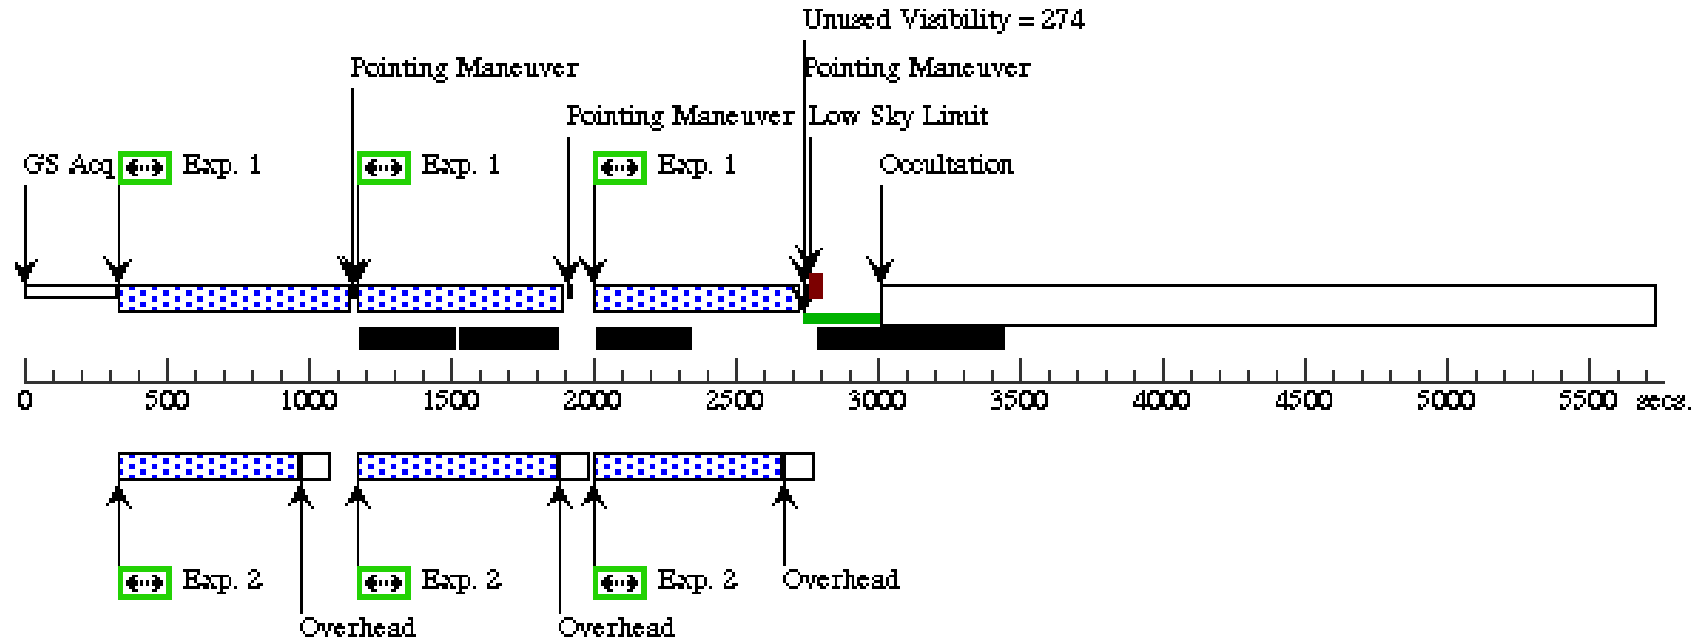 Unused Visibility = 274
Pointing Maneuver Pointing Maneuver
Pointing Maneuver Low Sky Limit
GS Acq Exp. 1 Exp. 1 Exp. 1 Occultation
0 500 1000 1500 2000 2500 3000 3500 4000 4500 5000 5500 secs.
Exp. 2 Exp. 2 Exp. 2 Overhead
Overhead Overhead